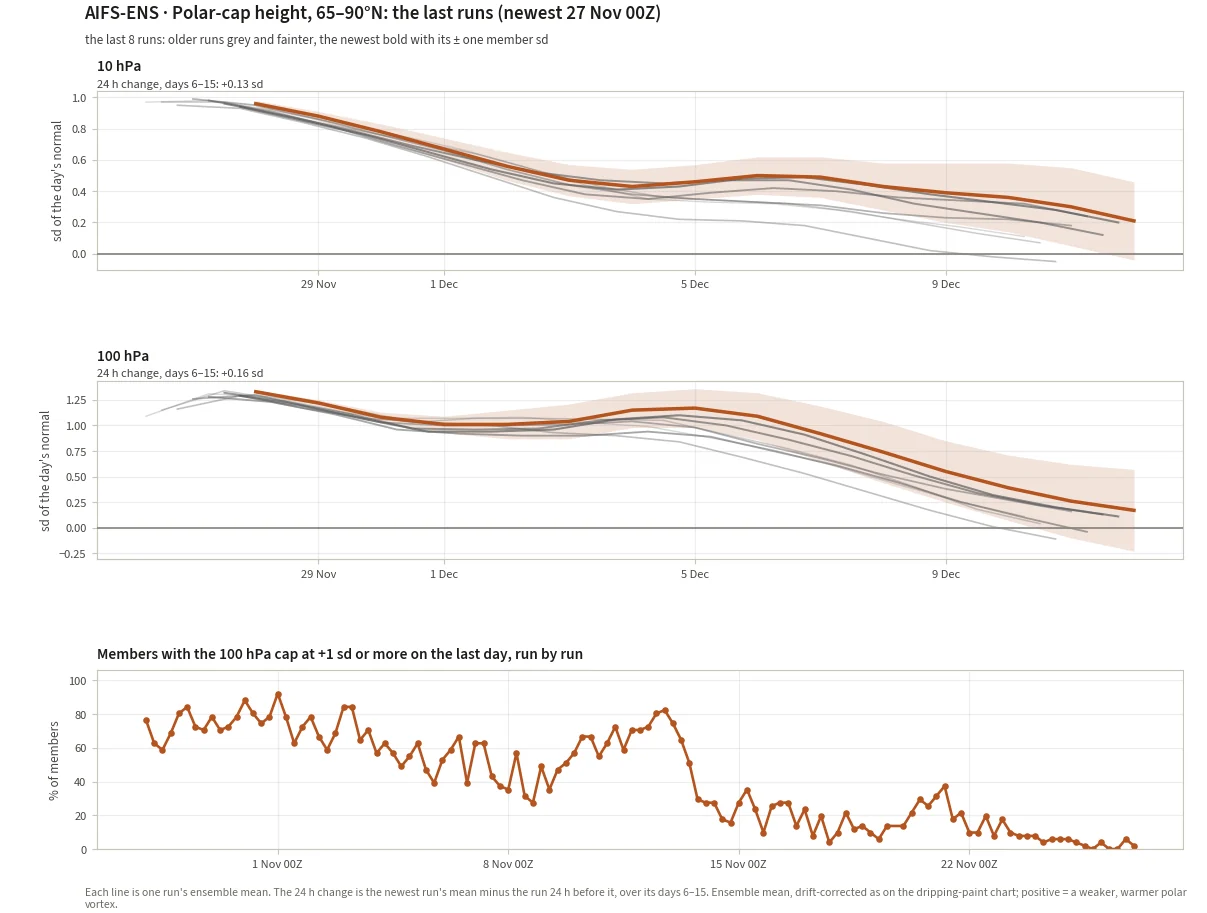 AIFS-ENS · Polar-cap height, 65–90°N: the last runs (newest 27 Nov 00Z)
the last 8 runs: older runs grey and fainter, the newest bold with its ± one member sd
10 hPa
24 h change, days 6–15: +0.13 sd
sd of the day's normal
1.0
0.8
0.6
0.4
0.2
0.0
29 Nov
1 Dec
5 Dec
9 Dec
100 hPa
24 h change, days 6–15: +0.16 sd
sd of the day's normal
1.25
1.00
0.75
0.50
0.25
0.00
−0.25
29 Nov
1 Dec
5 Dec
9 Dec
Members with the 100 hPa cap at +1 sd or more on the last day, run by run
% of members
100
80
60
40
20
0
1 Nov 00Z
8 Nov 00Z
15 Nov 00Z
22 Nov 00Z
Each line is one run's ensemble mean. The 24 h change is the newest run's mean minus the run 24 h before it, over its days 6–15. Ensemble mean, drift-corrected as on the dripping-paint chart; positive = a weaker, warmer polar
vortex.